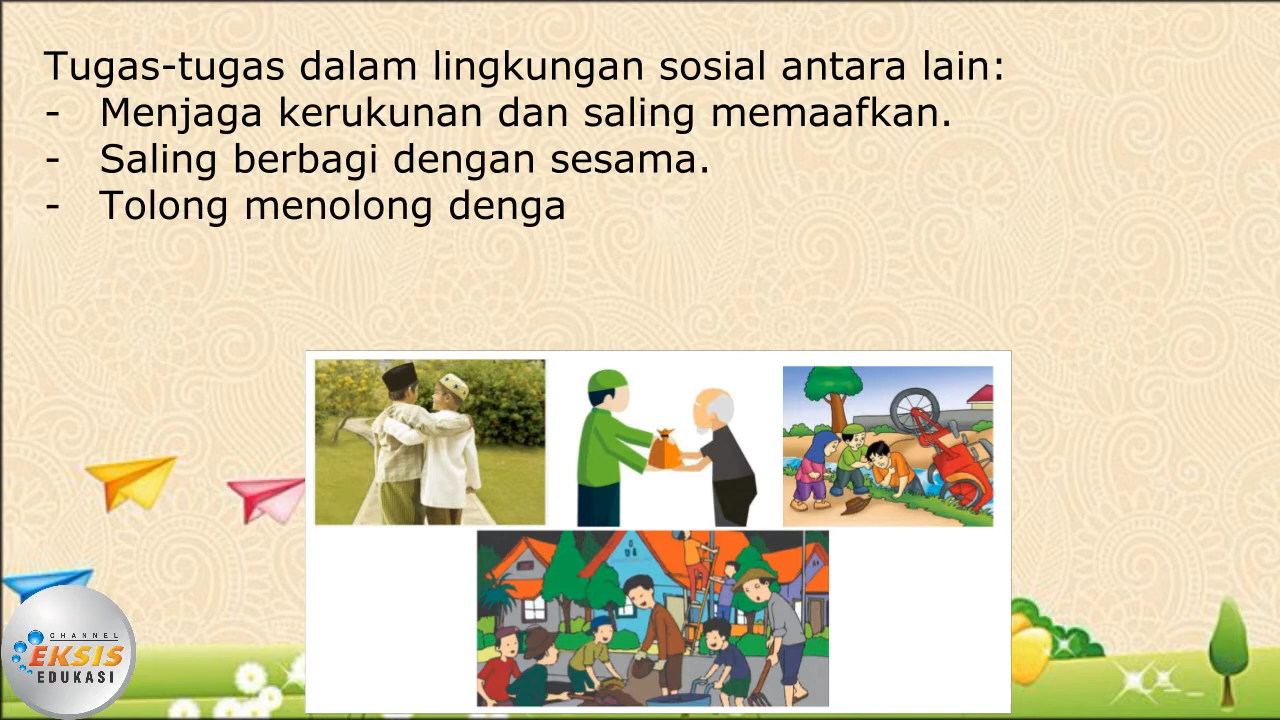 Tugas-tugas dalam lingkungan sosial antara lain:
- Menjaga kerukunan dan saling memaafkan.
- Saling berbagi dengan sesama.
- Tolong menolong denga
CHANNEL
EKSIS
EDUKASI